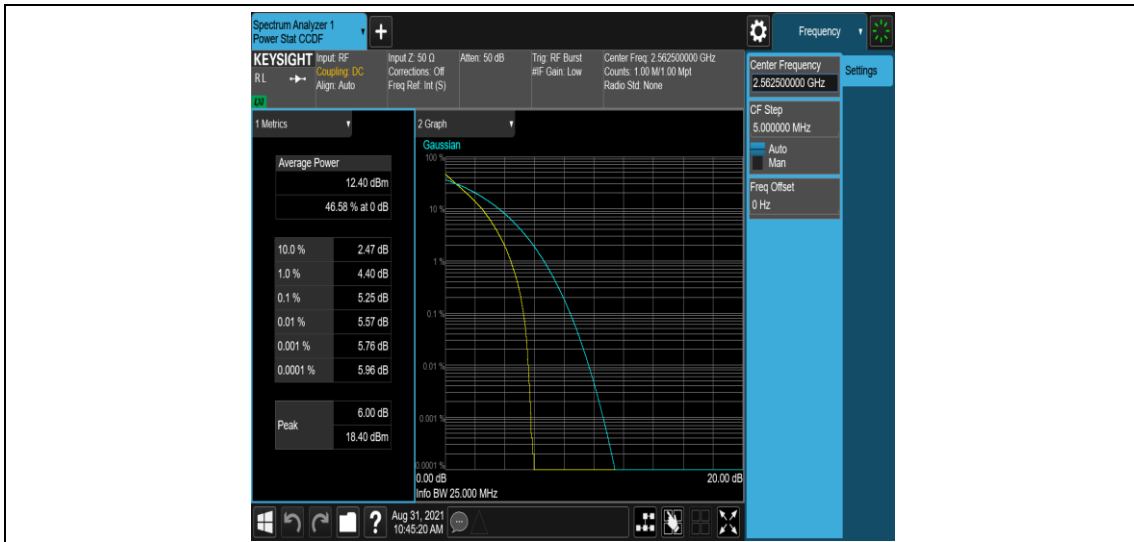 Spectrum Analyzer 1
Power Stat CCDF
+
Frequency
KEYSIGHT
RL
LXI
Input: RF
Coupling: DC
Align: Auto
Input Z: 50 Ω
Corrections: Off
Freq Ref: Int (S)
Atten: 50 dB
Trig: RF Burst
#IF Gain: Low
Center Freq: 2.562500000 GHz
Counts: 1.00 M/1.00 Mpt
Radio Std: None
Center Frequency
2.562500000 GHz
Settings
CF Step
5.000000 MHz
Auto
Man
Freq Offset
0 Hz
1 Metrics
Average Power
12.40 dBm
46.58 % at 0 dB
10.0 % 2.47 dB
1.0 % 4.40 dB
0.1 % 5.25 dB
0.01 % 5.57 dB
0.001 % 5.76 dB
0.0001 % 5.96 dB
Peak
6.00 dB
18.40 dBm
2 Graph
Gaussian
100 %
10 %
1 %
0.1 %
0.01 %
0.001 %
0.0001 %
0.00 dB 20.00 dB
Info BW 25.000 MHz
?
Aug 31, 2021
10:45:20 AM